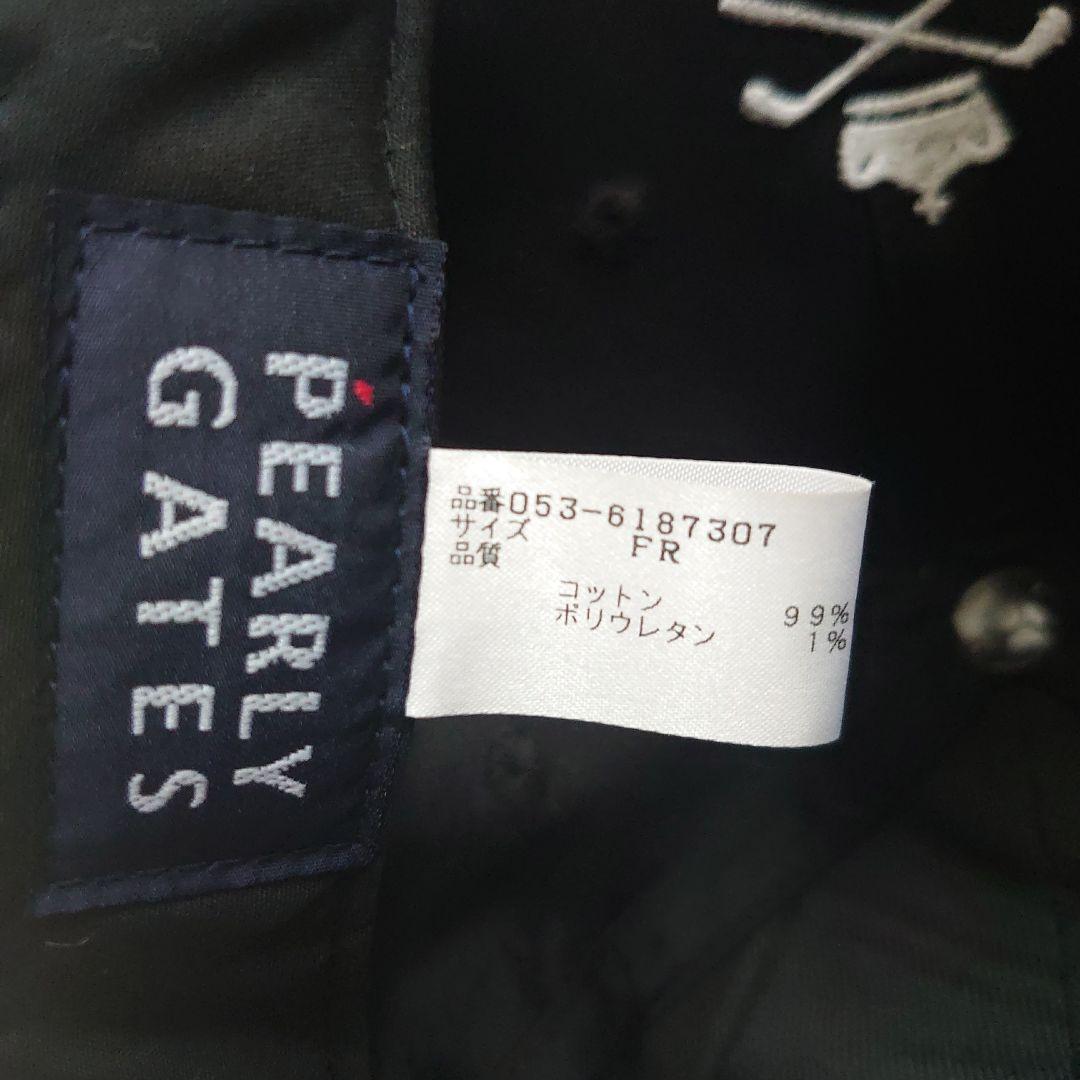 PEARLY
GATES
品番053-6187307
サイズ FR
品質
コットン 99%
ポリウレタン 1%